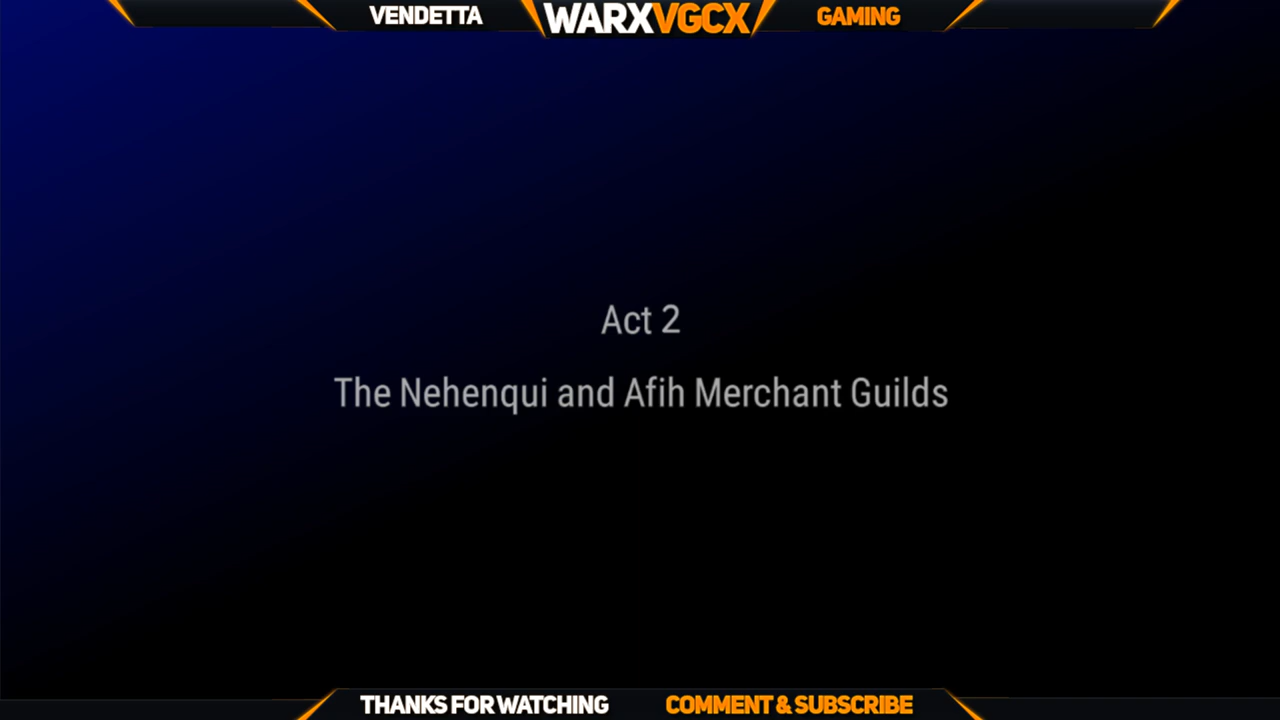 VENDETTA WARXVGCX GAMING
Act 2
The Nehenqui and Afih Merchant Guilds
THANKS FOR WATCHING COMMENT & SUBSCRIBE